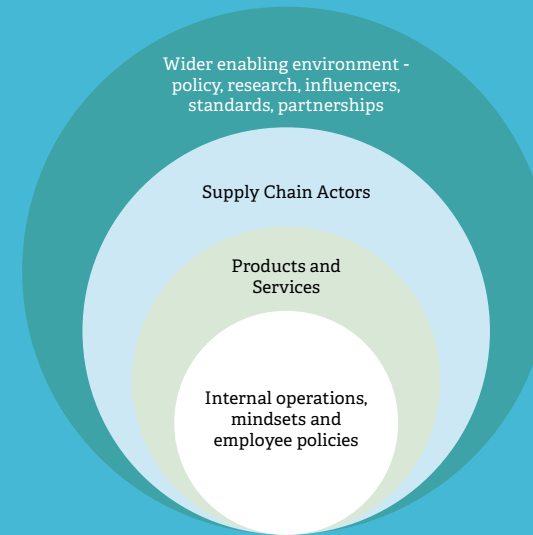 Wider enabling environment -
policy, research, influencers,
standards, partnerships
Supply Chain Actors
Products and
Services
Internal operations,
mindsets and
employee policies